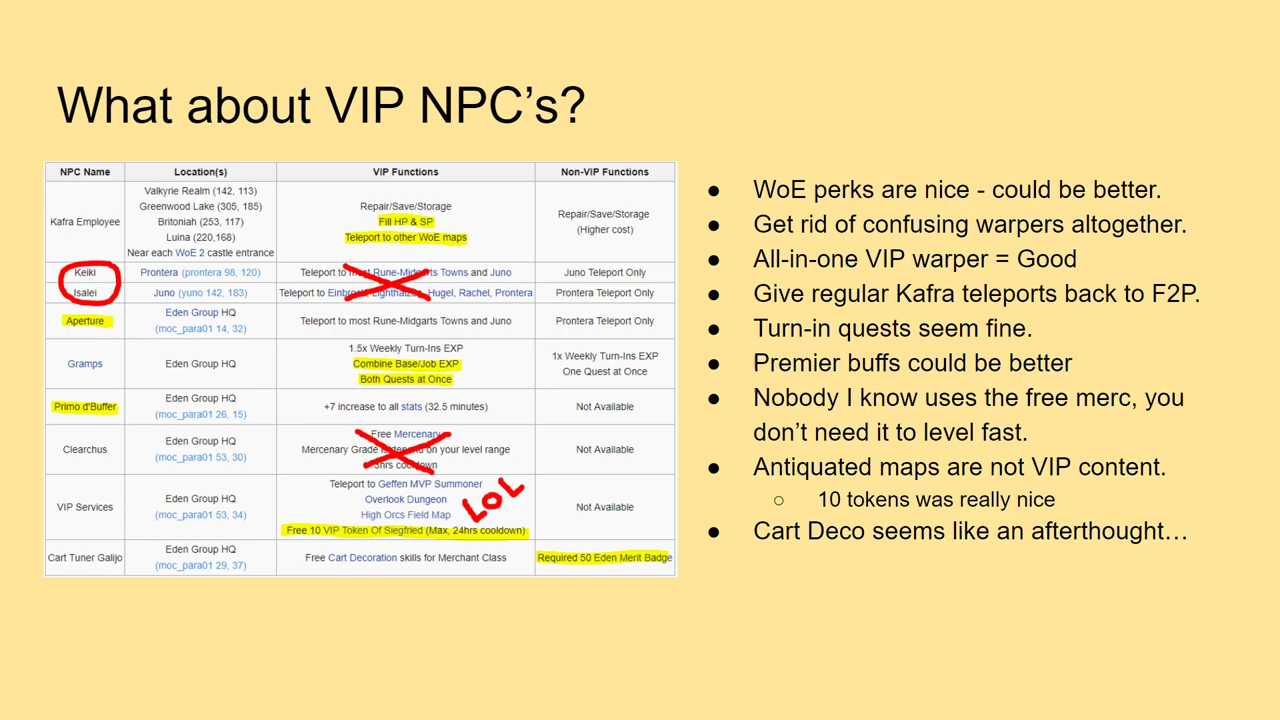 What about VIP NPC's?
NPC Name Location(s) VIP Functions Non-VIP Functions
Kafra Employee
Valkyrie Realm (142, 113)
Greenwood Lake (305, 185)
Britoniah (253, 117)
Luina (220,168)
Near each WoE 2 castle entrance
Repair/Save/Storage
Fill HP & SP
Teleport to other WoE maps
Repair/Save/Storage
(Higher cost)
Keiki Prontera (prontera 98, 120) Teleport to most Rune-Midgarts Towns and Juno Juno Teleport Only
Isalei Juno (yuno 142, 183) Teleport to Einbroch, Lighthalzen, Hugel, Rachel, Prontera Prontera Teleport Only
Aperture
Eden Group HQ
(moc_para01 14, 32)
Teleport to most Rune-Midgarts Towns and Juno
Prontera Teleport Only
Gramps
Eden Group HQ
1.5x Weekly Turn-Ins EXP
Combine Base/Job EXP
Both Quests at Once
1x Weekly Turn-Ins EXP
One Quest at Once
Primo d'Buffer
Eden Group HQ
(moc_para01 26, 15)
+7 increase to all stats (32.5 minutes)
Not Available
Clearchus
Eden Group HQ
(moc_para01 53, 30)
Free Mercenary
Mercenary Grade is depend on your level range
3hrs cooldown
Not Available
VIP Services
Eden Group HQ
(moc_para01 53, 34)
Teleport to Geffen MVP Summoner
Overlook Dungeon
High Orcs Field Map
Free 10 VIP Token Of Siegfried (Max, 24hrs cooldown)
LOL
Not Available
Cart Tuner Galijo
Eden Group HQ
(moc_para01 29, 37)
Free Cart Decoration skills for Merchant Class
Required 50 Eden Merit Badge
● WoE perks are nice - could be better.
● Get rid of confusing warpers altogether.
● All-in-one VIP warper = Good
● Give regular Kafra teleports back to F2P.
● Turn-in quests seem fine.
● Premier buffs could be better
● Nobody I know uses the free merc, you
don't need it to level fast.
● Antiquated maps are not VIP content.
○ 10 tokens was really nice
● Cart Deco seems like an afterthought…